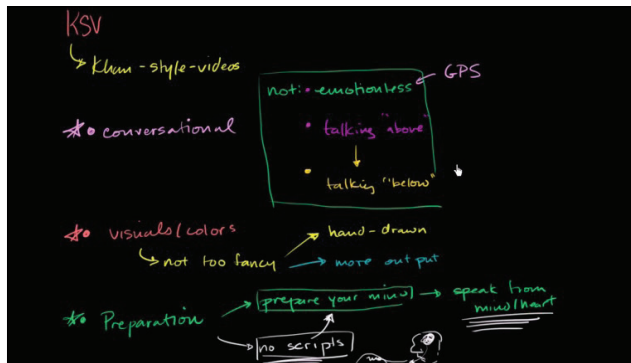 KSV
Khan-style-videos
not: • emotionless
GPS
* • conversational
• talking "above"
• talking "below"
* • visuals/colors
hand-drawn
not too fancy
more output
prepare your mind
speak from
mind/heart
* • Preparation
no scripts